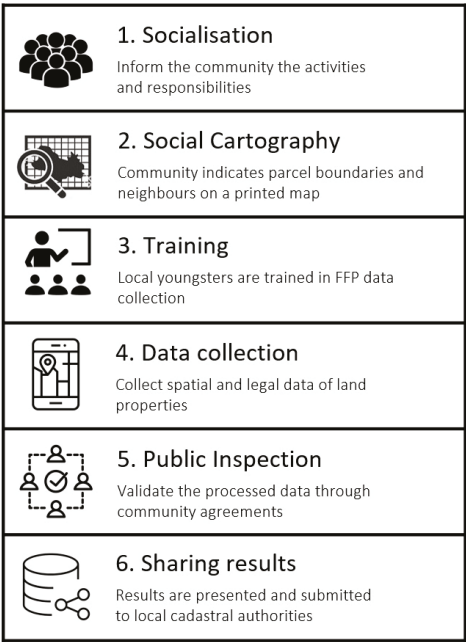 1. Socialisation
Inform the community the activities
and responsibilities
2. Social Cartography
Community indicates parcel boundaries and
neighbours on a printed map
3. Training
Local youngsters are trained in FFP data
collection
4. Data collection
Collect spatial and legal data of land
properties
5. Public Inspection
Validate the processed data through
community agreements
6. Sharing results
Results are presented and submitted
to local cadastral authorities